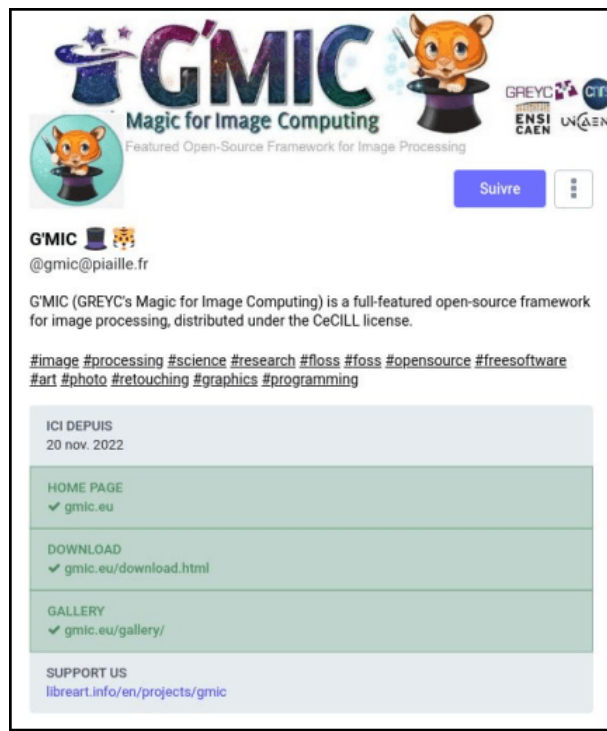 G'MIC
Magic for Image Computing
Featured Open-Source Framework for Image Processing
GREYC
ENSI
CAEN
Suivre
G'MIC
@gmic@piaille.fr
G'MIC (GREYC's Magic for Image Computing) is a full-featured open-source framework
for image processing, distributed under the CeCILL license.
#image #processing #science #research #floss #foss #opensource #freesoftware
#art #photo #retouching #graphics #programming
ICI DEPUIS
20 nov. 2022
HOME PAGE
✔ gmic.eu
DOWNLOAD
✔ gmic.eu/download.html
GALLERY
✔ gmic.eu/gallery/
SUPPORT US
libreart.info/en/projects/gmic